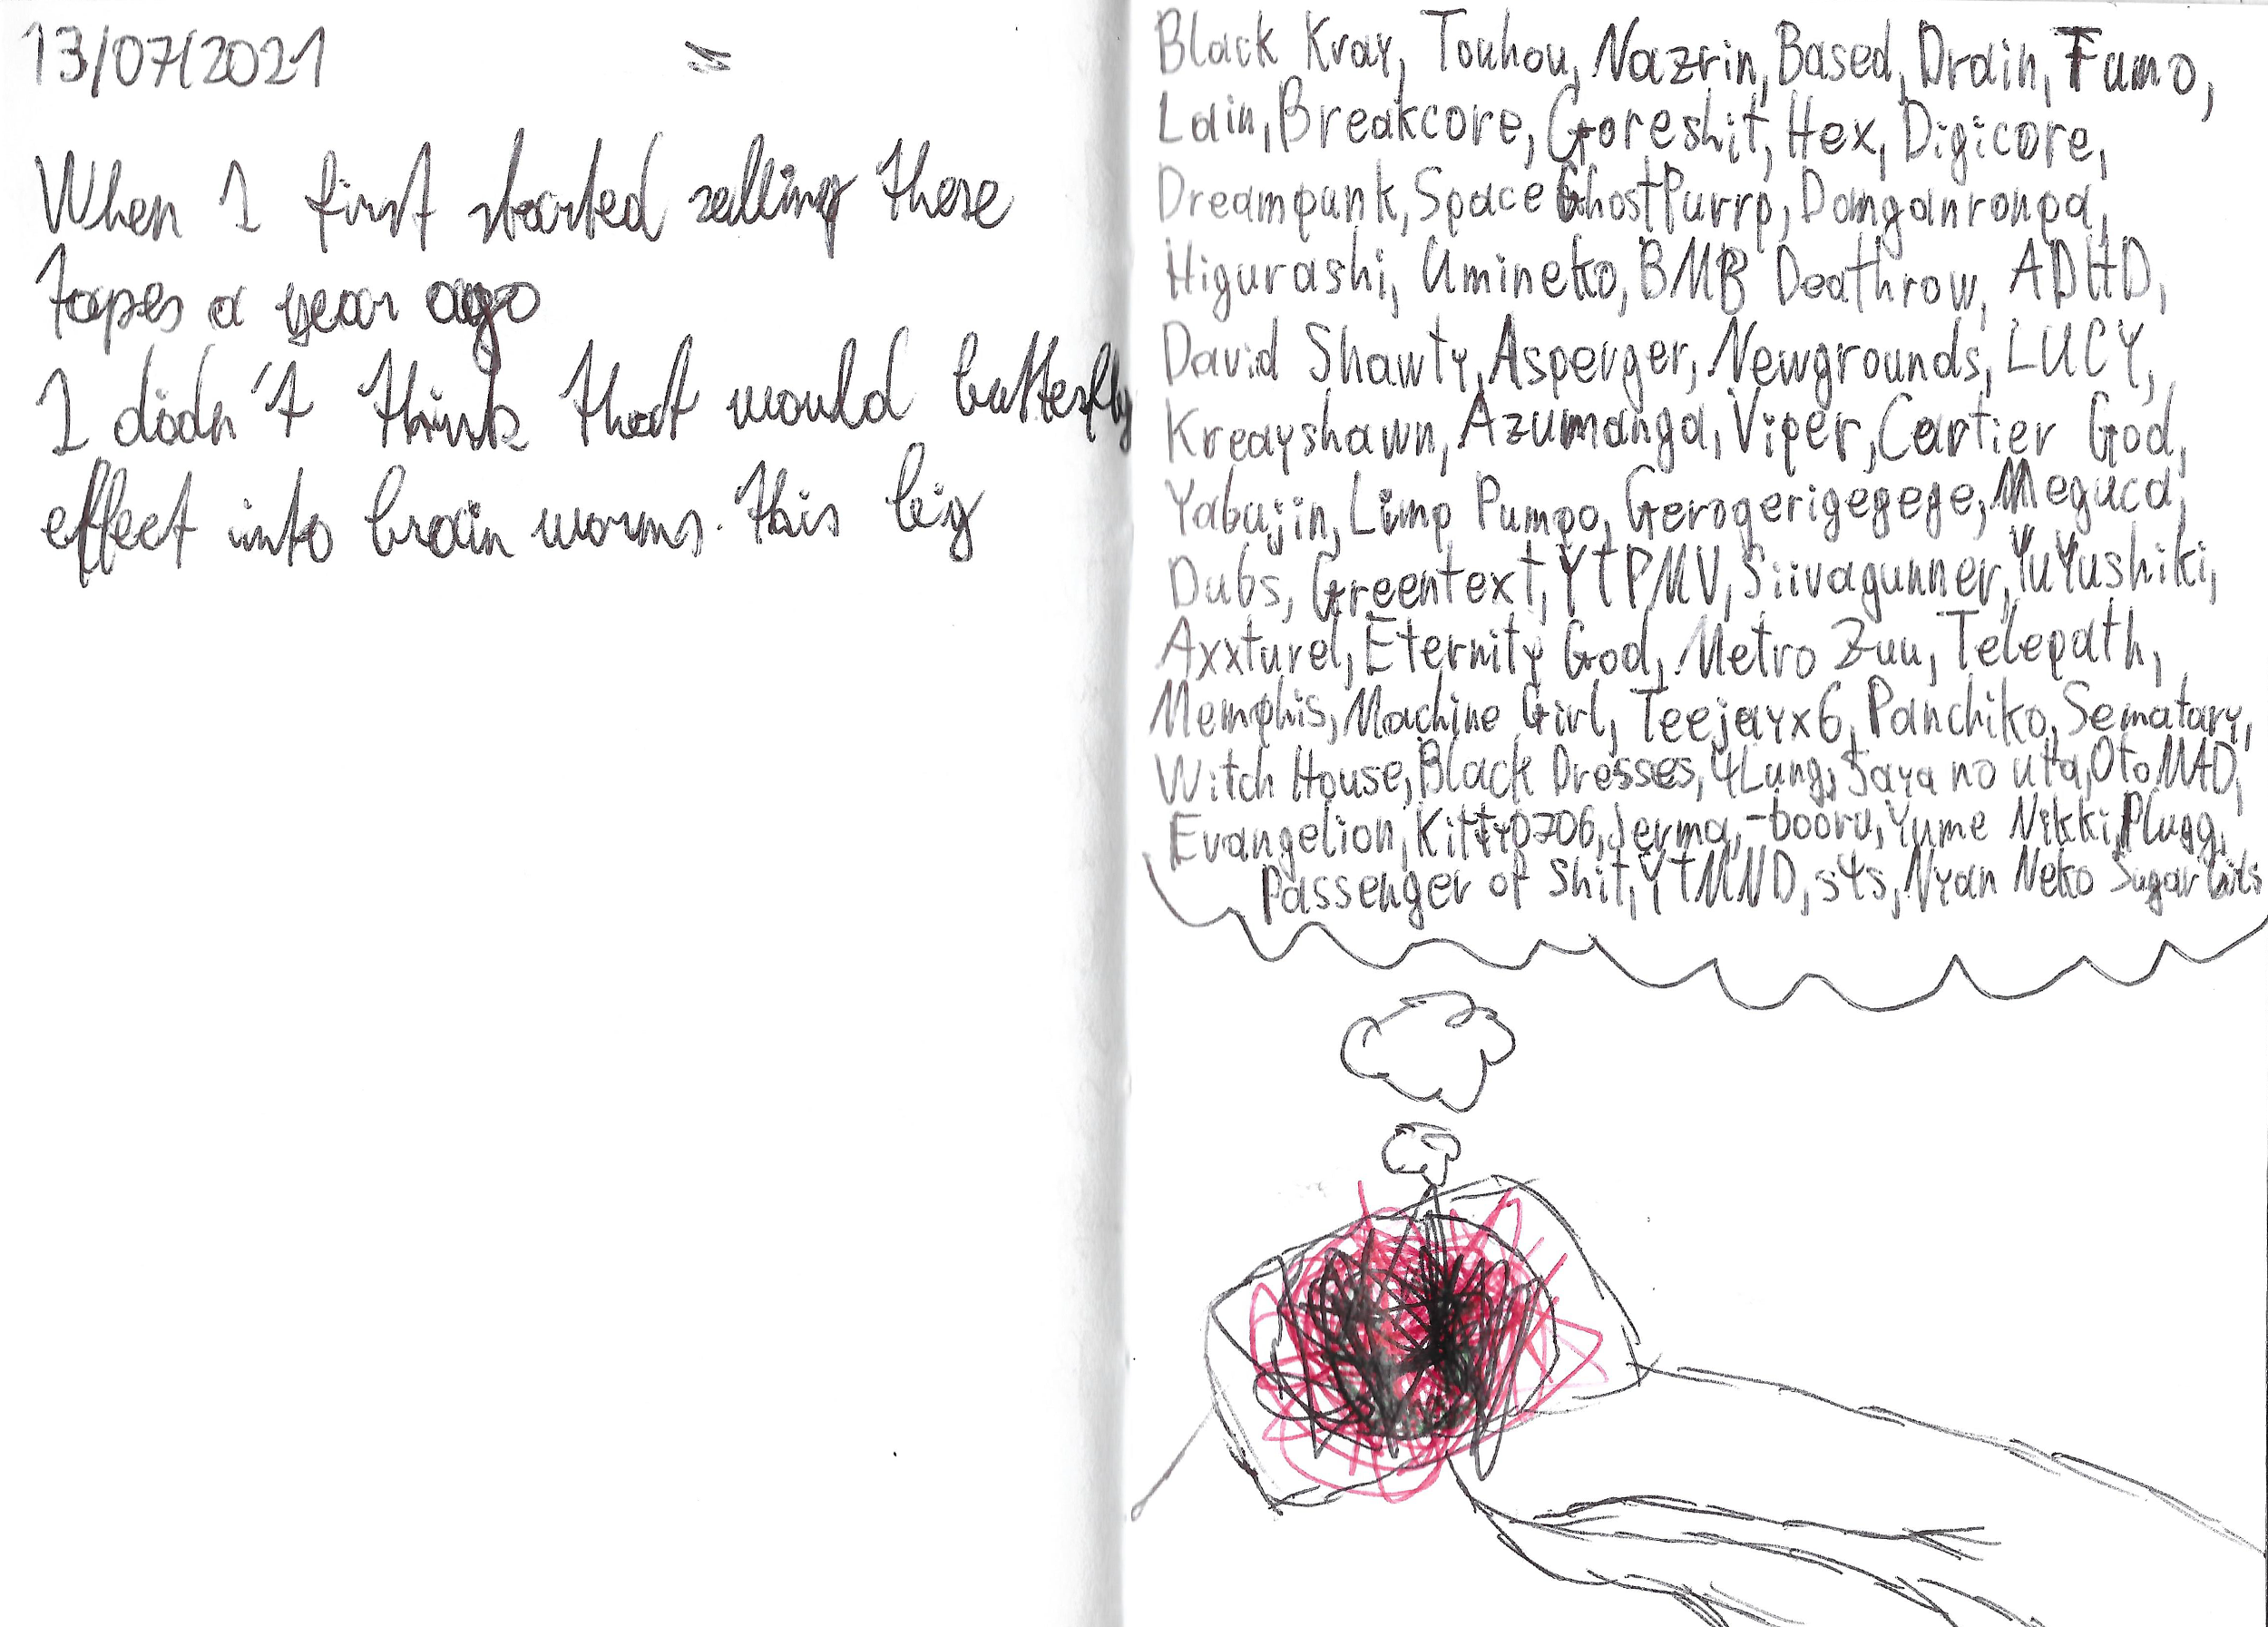 13/07/2021
When I first started selling these
tapes a year ago
I didn't think that would butterfly
effect into brain worms this big
Black Kray, Touhou, Nazrin, Based, Drain, Fumo,
Lain, Breakcore, Goreshit, Hex, Digicore,
Dreampunk, SpaceGhostPurrp, Danganronpa,
Higurashi, Umineko, BMB Deathrow, ADHD,
David Shawty, Asperger, Newgrounds, LUCY,
Kreayshawn, Azumanga, Viper, Cartier God,
Yabujin, Limp Pumpo, Gerogerigegege, Meguca,
Dubs, Greentext, YTPMV, Siivagunner, YuYushiki,
Axxturel, Eternity God, Metro Zuu, Telepath,
Memphis, Machine Girl, Teejayx6, Panchiko, Sematary,
Witch House, Black Dresses, 4Lung, Saya no uta, OtoMAD,
Evangelion, Kitty0706, Jerma, -booru, Yume Nikki, Plugg,
Passenger of Shit, YTMND, s4s, Nyan Neko Sugar Girls